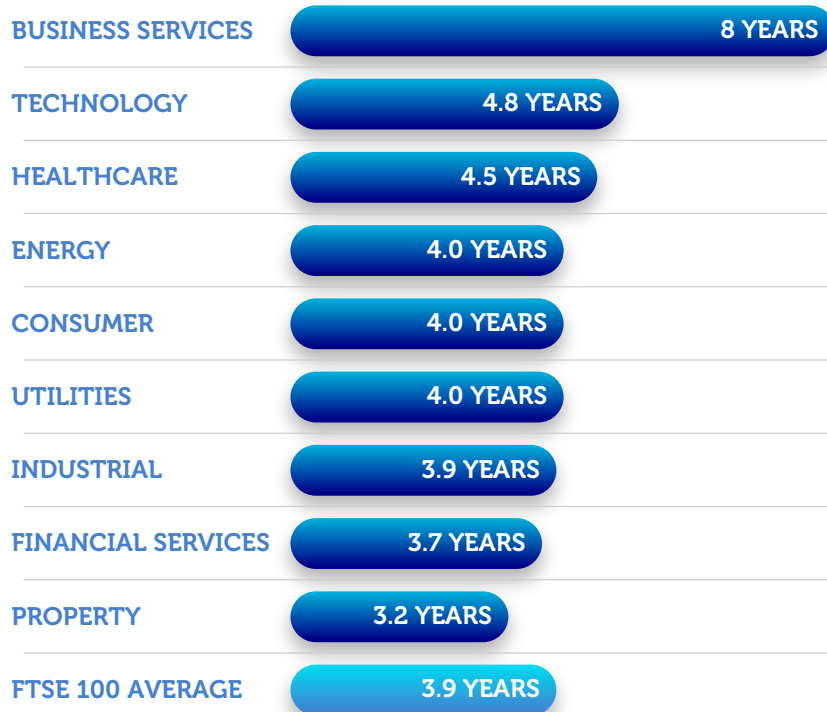 BUSINESS SERVICES 8 YEARS
TECHNOLOGY 4.8 YEARS
HEALTHCARE 4.5 YEARS
ENERGY 4.0 YEARS
CONSUMER 4.0 YEARS
UTILITIES 4.0 YEARS
INDUSTRIAL 3.9 YEARS
FINANCIAL SERVICES 3.7 YEARS
PROPERTY 3.2 YEARS
FTSE 100 AVERAGE 3.9 YEARS